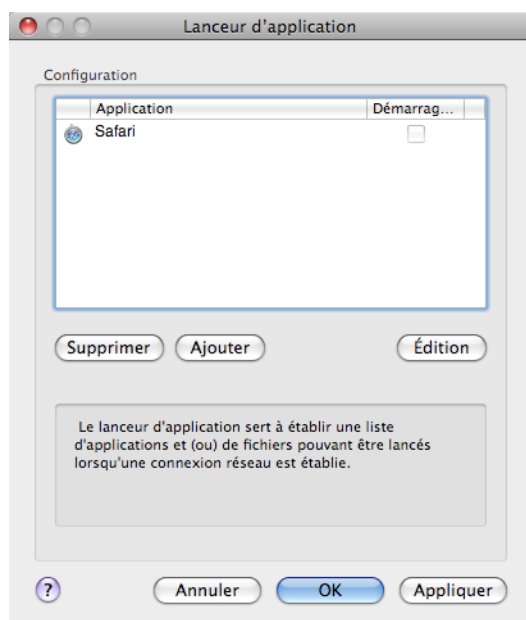 Lanceur d'application
Configuration
Application Démarrag...
Safari
Supprimer Ajouter Édition
Le lanceur d'application sert à établir une liste
d'applications et (ou) de fichiers pouvant être lancés
lorsqu'une connexion réseau est établie.
? Annuler OK Appliquer